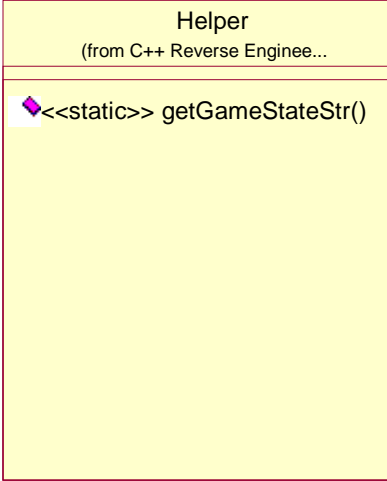 Helper
(from C++ Reverse Enginee...
<<static>> getGameStateStr()